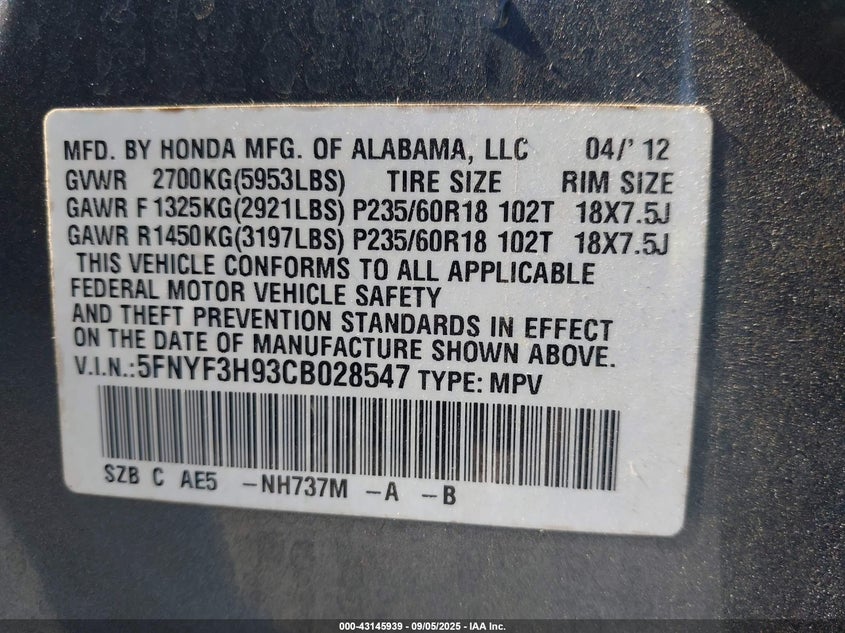 MFD. BY HONDA MFG. OF ALABAMA, LLC 04/' 12
GVWR 2700KG(5953LBS) TIRE SIZE RIM SIZE
GAWR F 1325KG(2921LBS) P235/60R18 102T 18X7.5J
GAWR R1450KG(3197LBS) P235/60R18 102T 18X7.5J
THIS VEHICLE CONFORMS TO ALL APPLICABLE
FEDERAL MOTOR VEHICLE SAFETY
AND THEFT PREVENTION STANDARDS IN EFFECT
ON THE DATE OF MANUFACTURE SHOWN ABOVE.
V.I.N.:5FNYF3H93CB028547 TYPE: MPV
SZB C AE5 -NH737M -A -B
000-43145939 - 09/05/2025 - IAA Inc.